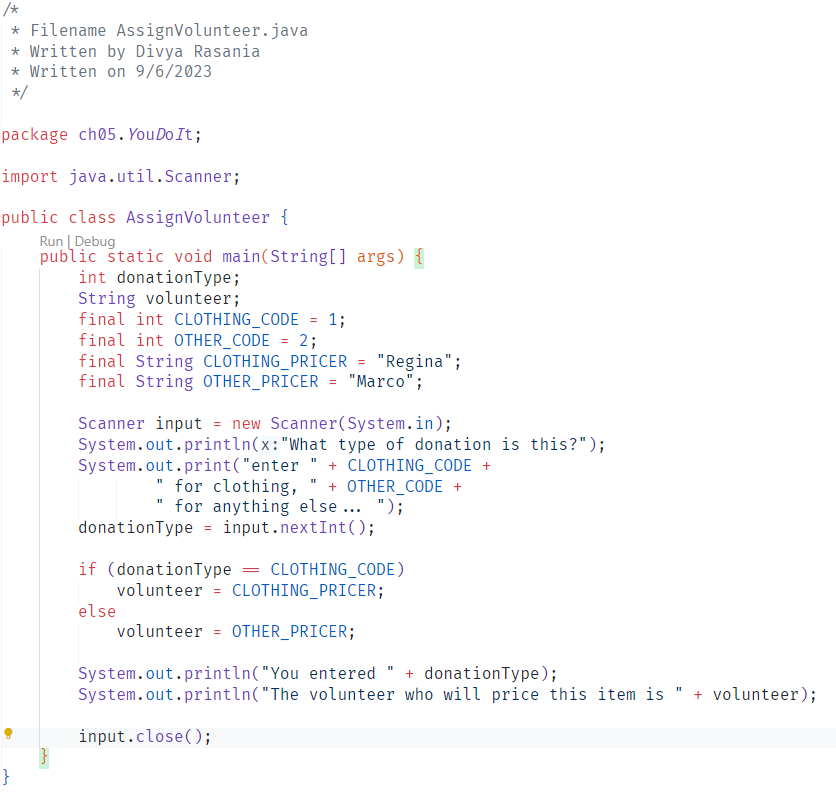 /*
 * Filename AssignVolunteer.java
 * Written by Divya Rasania
 * Written on 9/6/2023
 */

package ch05.YouDoIt;

import java.util.Scanner;

public class AssignVolunteer {
    Run | Debug
    public static void main(String[] args) {
        int donationType;
        String volunteer;
        final int CLOTHING_CODE = 1;
        final int OTHER_CODE = 2;
        final String CLOTHING_PRICER = "Regina";
        final String OTHER_PRICER = "Marco";

        Scanner input = new Scanner(System.in);
        System.out.println(x:"What type of donation is this?");
        System.out.print("enter " + CLOTHING_CODE +
                " for clothing, " + OTHER_CODE +
                " for anything else... ");
        donationType = input.nextInt();

        if (donationType == CLOTHING_CODE)
            volunteer = CLOTHING_PRICER;
        else
            volunteer = OTHER_PRICER;

        System.out.println("You entered " + donationType);
        System.out.println("The volunteer who will price this item is " + volunteer);

        input.close();
    }
}